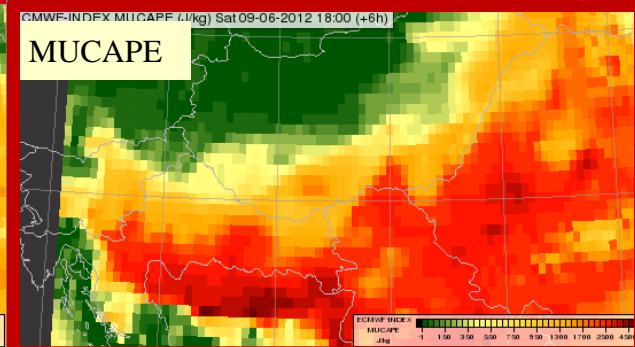 CMWF-INDEX MUCAPE (J/kg) Sat 09-06-2012 18:00 (+6h)
MUCAPE
ECMWF-INDEX
MUCAPE
J/kg
-1 150 350 550 750 950 1300 1700 2500 450